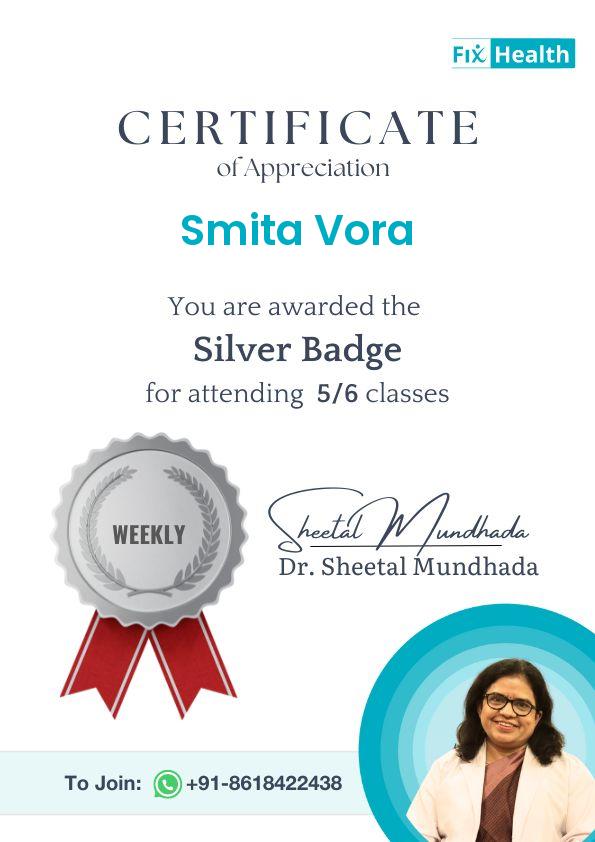 Fix Health
CERTIFICATE
of Appreciation
Smita Vora
You are awarded the
Silver Badge
for attending 5/6 classes
WEEKLY
Sheetal Mundhada
Dr. Sheetal Mundhada
To Join: +91-8618422438